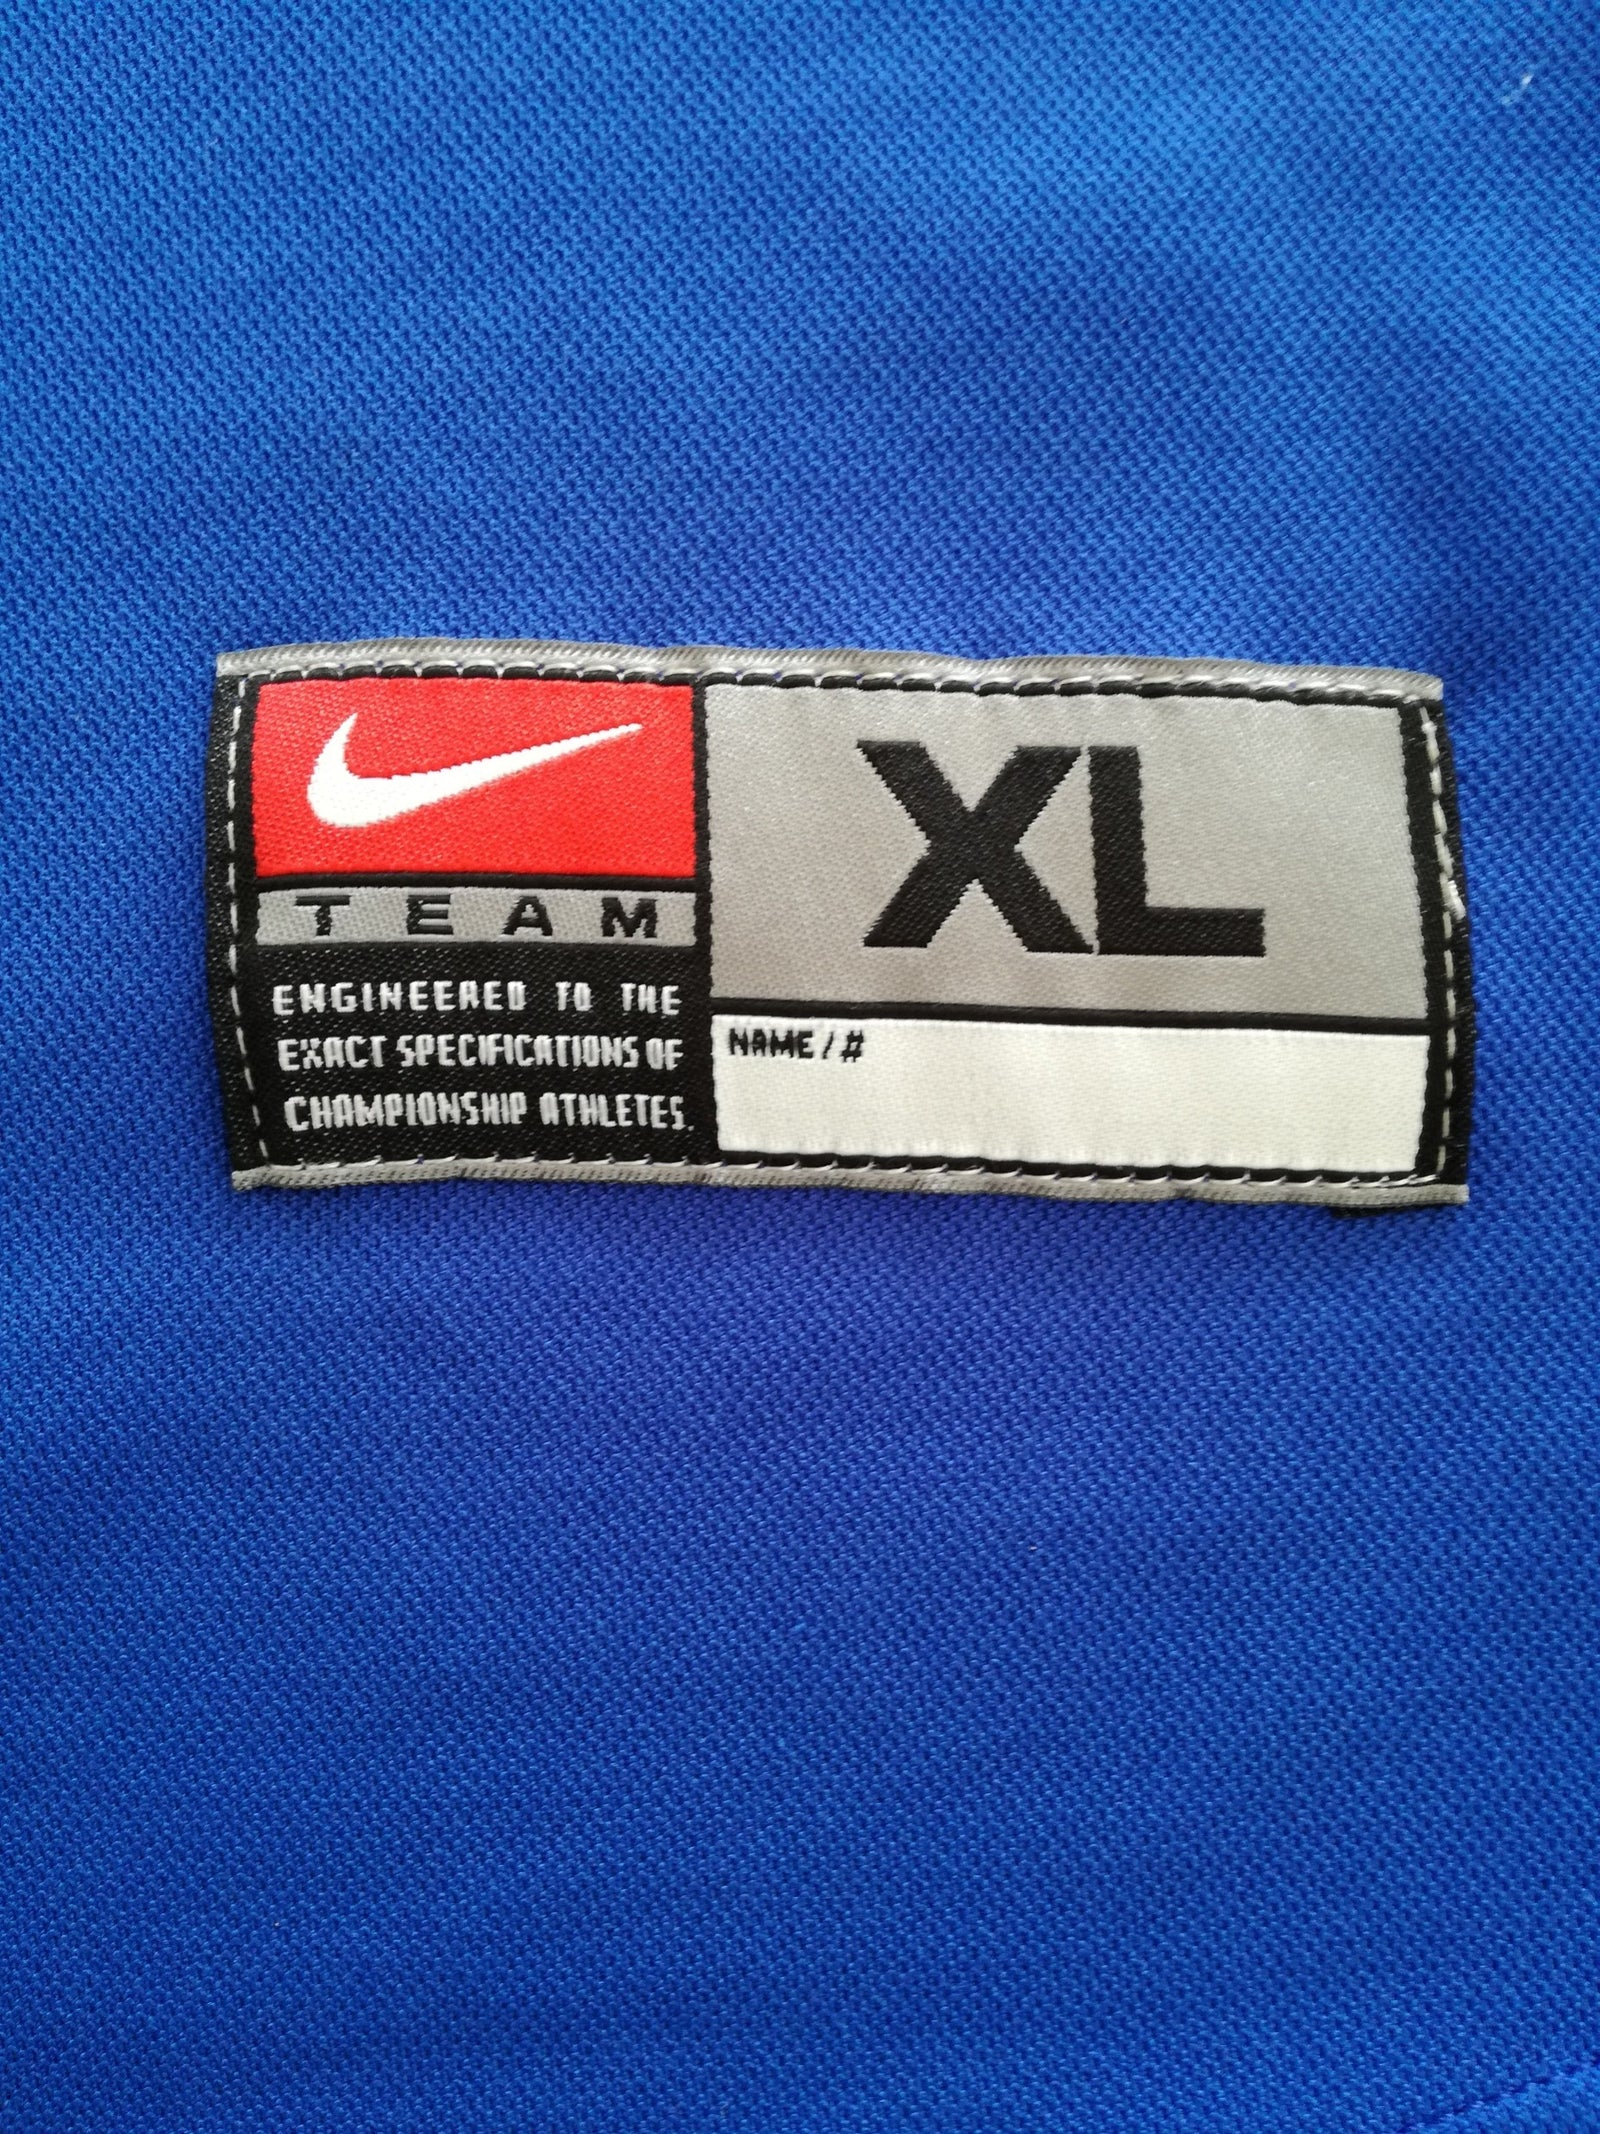 TEAM
ENGINEERED TO THE
EXACT SPECIFICATIONS OF
CHAMPIONSHIP ATHLETES.
XL
NAME / #